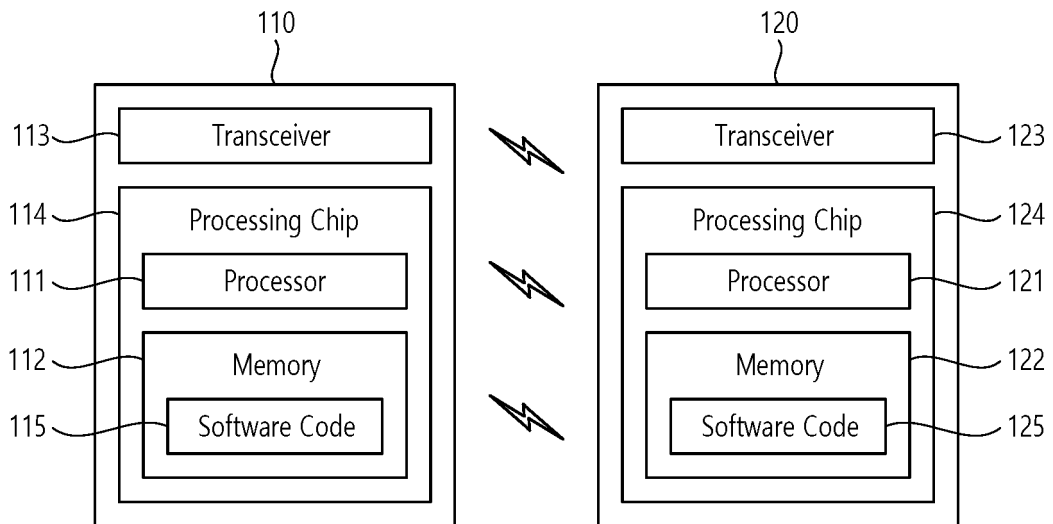 110
120
113
Transceiver
Transceiver
123
114
Processing Chip
Processing Chip
124
111
Processor
Processor
121
112
Memory
Memory
122
115
Software Code
Software Code
125